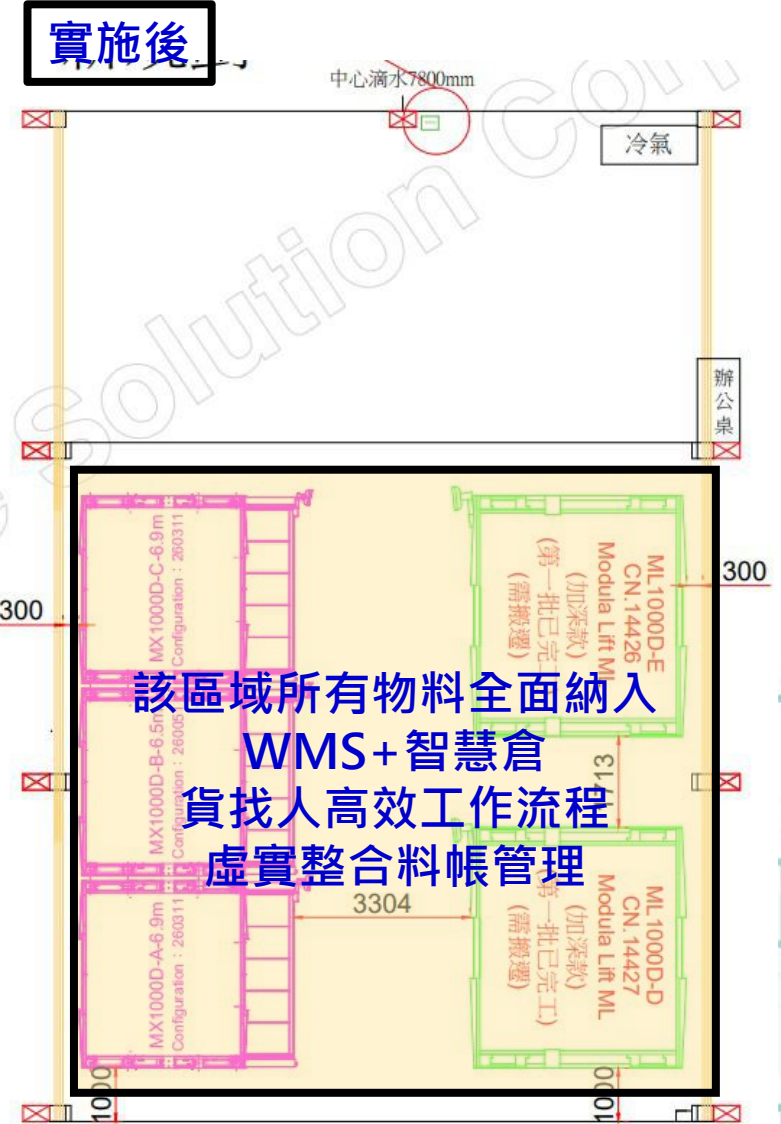 實施後
中心滴水7800mm
冷氣
Solution Con
辦公桌
300
300
MX1000D-C-6.9m
Configuration : 260311
MX1000D-B-6.5m
Configuration : 26005
MX1000D-A-6.9m
Configuration : 260311
ML1000D-E
CN.14426
Modula Lift ML
(加深款)
(第一批已完
(需搬遷)
該區域所有物料全面納入
WMS+智慧倉
貨找人高效工作流程
虛實整合料帳管理
1713
3304
ML1000D-D
CN.14427
Modula Lift ML
(加深款)
(第一批已完工)
(需搬遷)
1000
1000